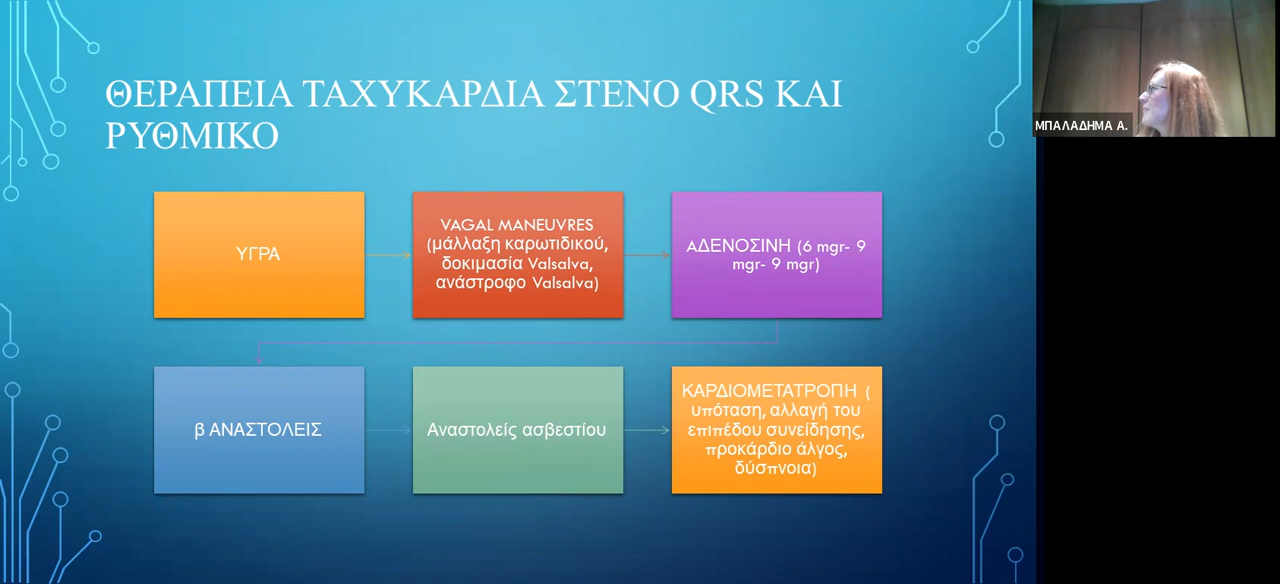 ΘΕΡΑΠΕΙΑ ΤΑΧΥΚΑΡΔΙΑ ΣΤΕΝΟ QRS ΚΑΙ
ΡΥΘΜΙΚΟ
ΥΓΡΑ
VAGAL MANEUVRES
(μάλλαξη καρωτιδικού,
δοκιμασία Valsalva,
ανάστροφο Valsalva)
ΑΔΕΝΟΣΙΝΗ (6 mgr- 9
mgr- 9 mgr)
β ΑΝΑΣΤΟΛΕΙΣ
Αναστολείς ασβεστίου
ΚΑΡΔΙΟΜΕΤΑΤΡΟΠΗ (
υπόταση, αλλαγή του
επιπέδου συνείδησης,
προκάρδιο άλγος,
δύσπνοια)
ΜΠΑΛΑΔΗΜΑ Α.